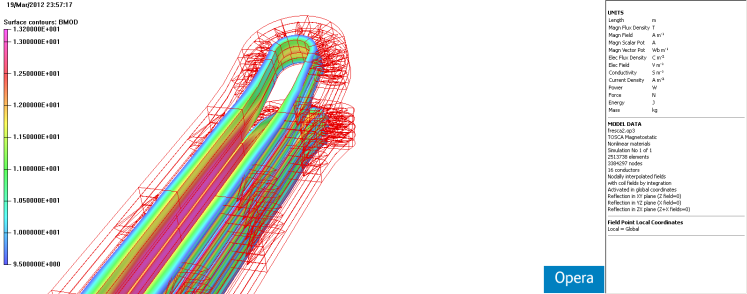 19/Mar/2012 23:57:17
Surface contours: BMOD
1.320000E+001
1.300000E+001
1.250000E+001
1.200000E+001
1.150000E+001
1.100000E+001
1.050000E+001
1.000000E+001
9.500000E+000
UNITS
Length m
Magn Flux Density T
Magn Field A m⁻¹
Magn Scalar Pot A
Magn Vector Pot Wb m⁻¹
Elec Flux Density C m⁻²
Elec Field V m⁻¹
Conductivity S m⁻¹
Current Density A m⁻²
Power W
Force N
Energy J
Mass kg
MODEL DATA
fresca2.op3
TOSCA Magnetostatic
Nonlinear materials
Simulation No 1 of 1
2513738 elements
3384297 nodes
16 conductors
Nodally interpolated fields
with coil fields by integration
Activated in global coordinates
Reflection in XY plane (Z field=0)
Reflection in YZ plane (X field=0)
Reflection in ZX plane (Z+X fields=0)
Field Point Local Coordinates
Local = Global
Opera